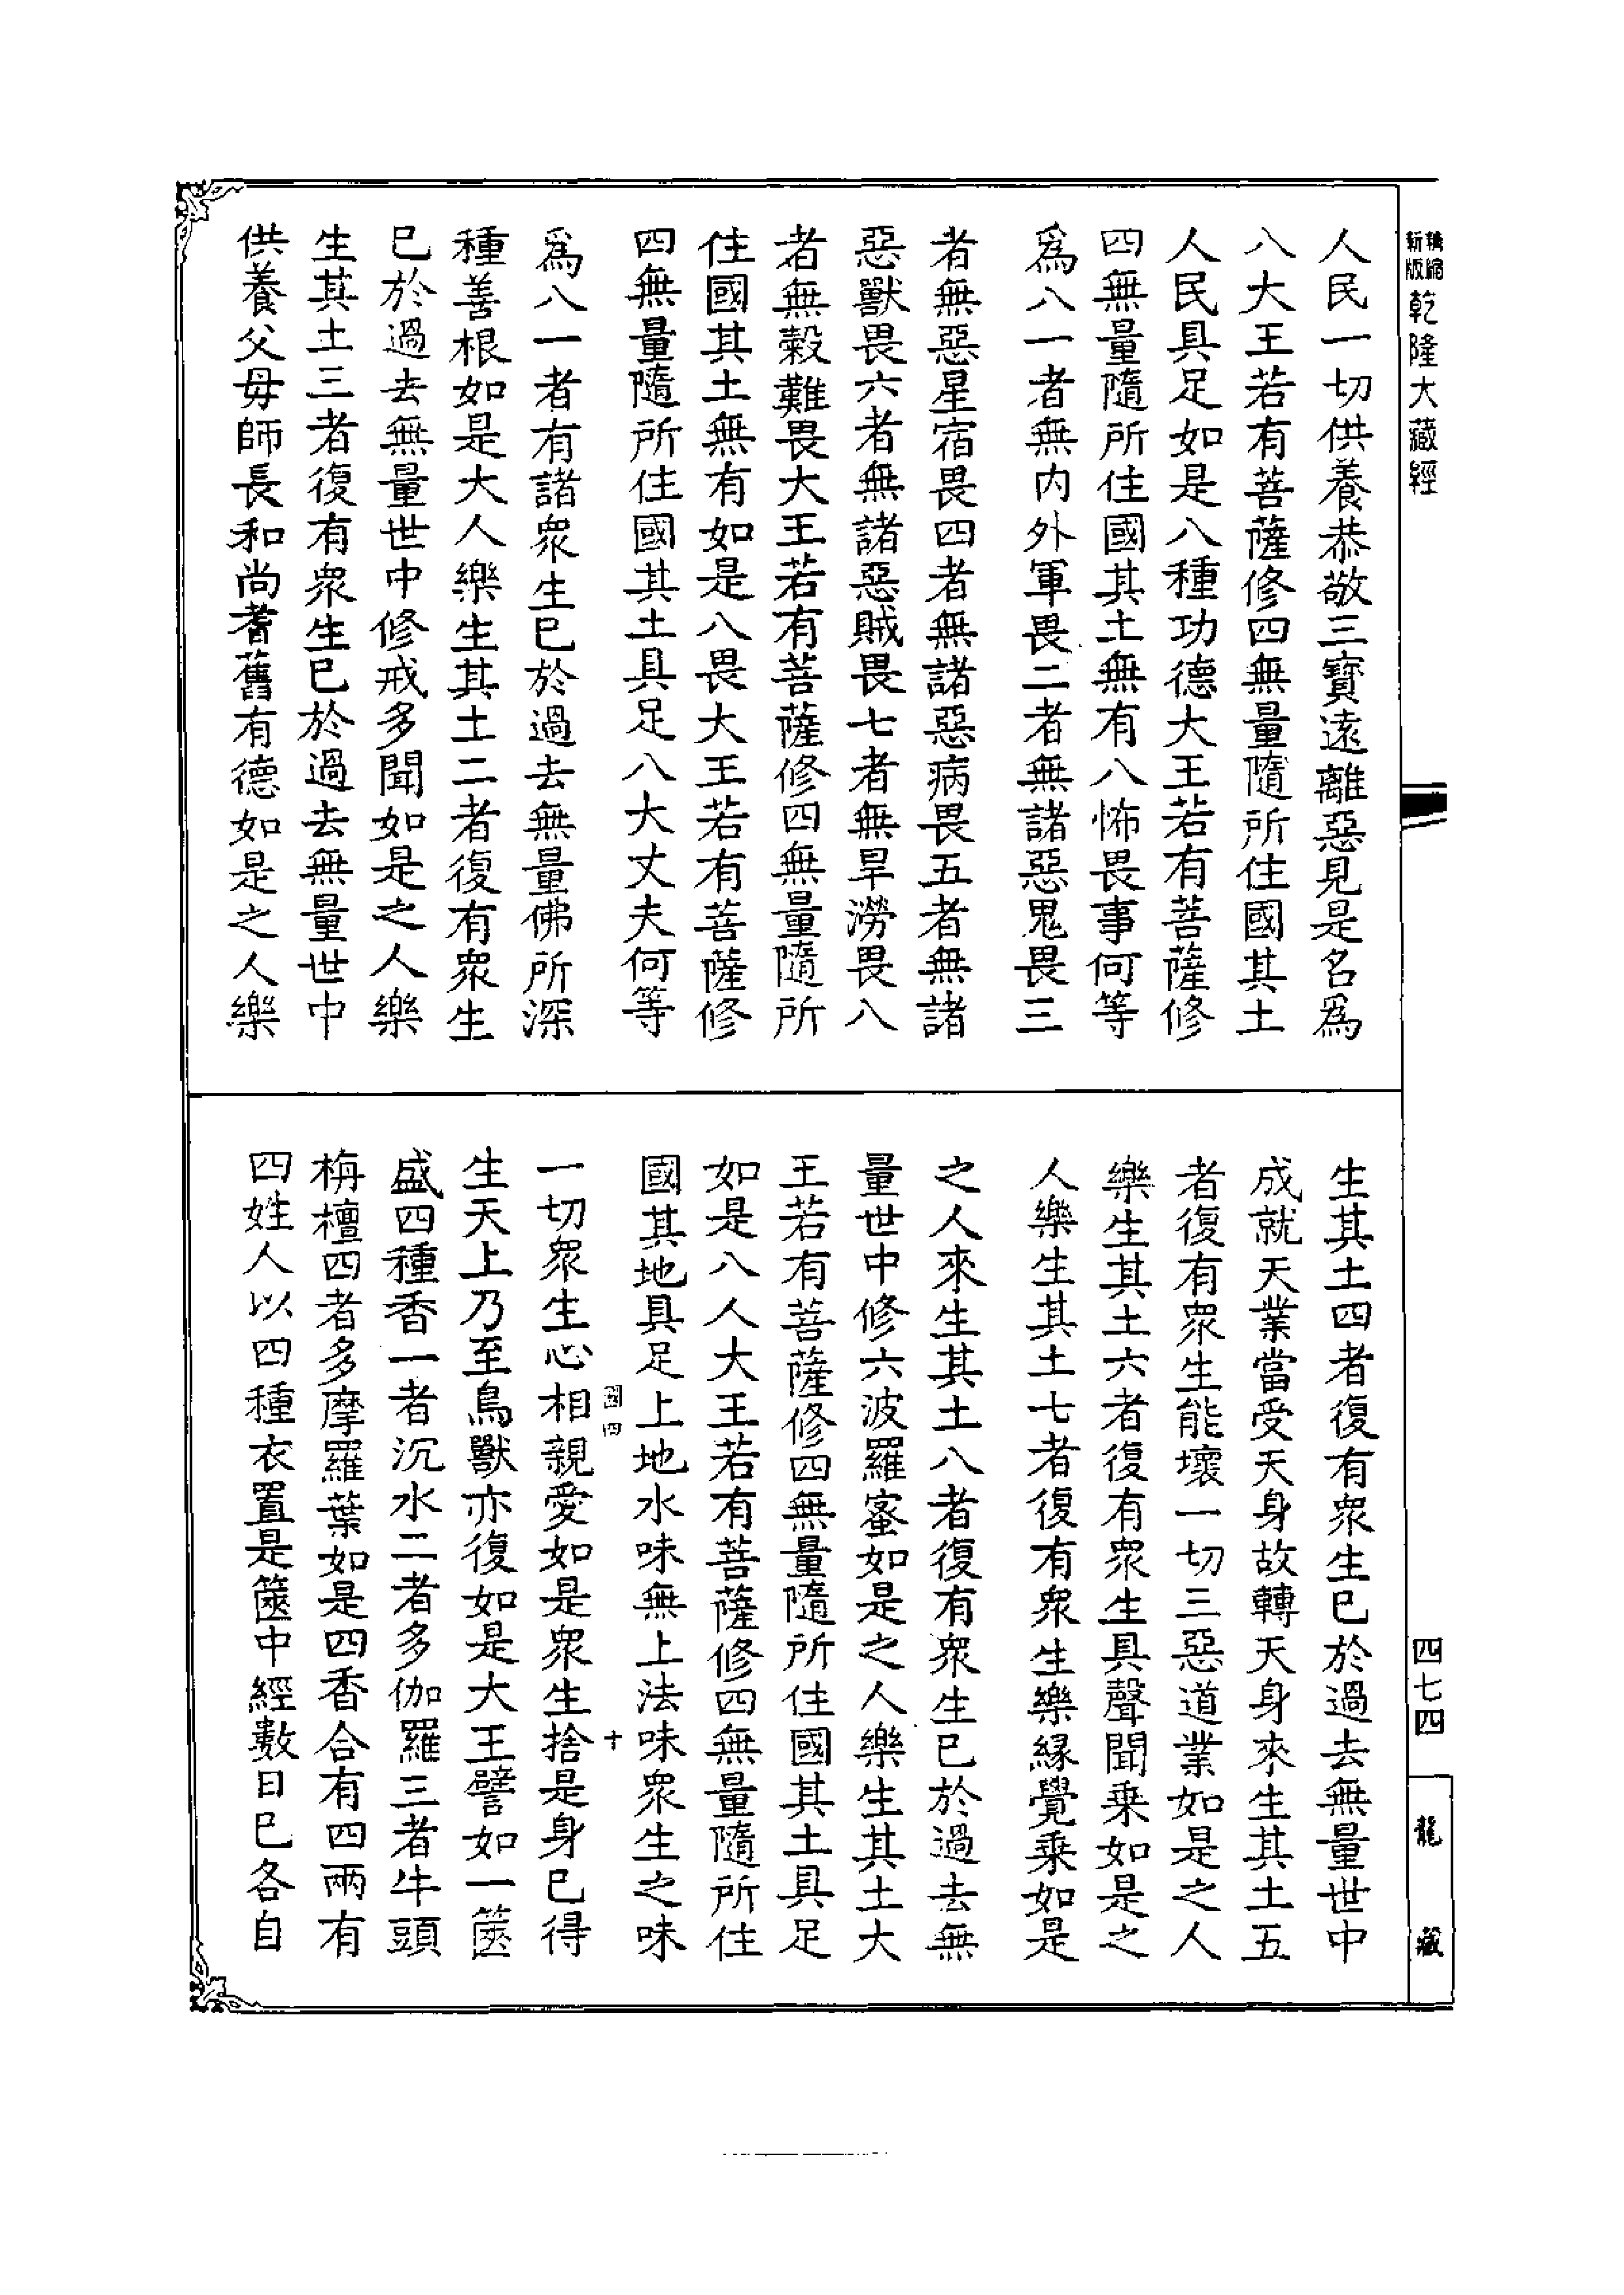 精縮新版乾隆大藏經
人民一切供養恭敬三寶遠離惡見是名爲
八大王若有菩薩修四無量隨所住國其土
人民具足如是八種功德大王若有菩薩修
四無量隨所住國其土無有八怖畏事何等
爲八一者無內外軍畏二者無諸惡鬼畏三
者無惡星宿畏四者無諸惡病畏五者無諸
惡獸畏六者無諸惡賊畏七者無旱澇畏八
者無穀難畏大王若有菩薩修四無量隨所
住國其土無有如是八畏大王若有菩薩修
四無量隨所住國其土具足八大丈夫何等
爲八一者有諸衆生已於過去無量佛所深
種善根如是大人樂生其土二者復有衆生
已於過去無量世中修戒多聞如是之人樂
生其土三者復有衆生已於過去無量世中
供養父母師長和尚耆舊有德如是之人樂
生其土四者復有衆生已於過去無量世中
成就天業當受天身故轉天身來生其土五
者復有衆生能壞一切三惡道業如是之人
樂生其土六者復有衆生具聲聞乗如是之
人樂生其土七者復有衆生樂緣覺乗如是
之人來生其土八者復有衆生已於過去無
量世中修六波羅蜜如是之人樂生其土大
王若有菩薩修四無量隨所住國其土具足
如是八人大王若有菩薩修四無量隨所住
國其地具足上地水味無上法味衆生之味
國四 十
一切衆生心相親愛如是衆生捨是身已得
生天上乃至鳥獸亦復如是大王譬如一篋
盛四種香一者沉水二者多伽羅三者牛頭
栴檀四者多摩羅葉如是四香合有四兩有
四姓人以四種衣置是篋中經數日已各自
四七四
龍藏